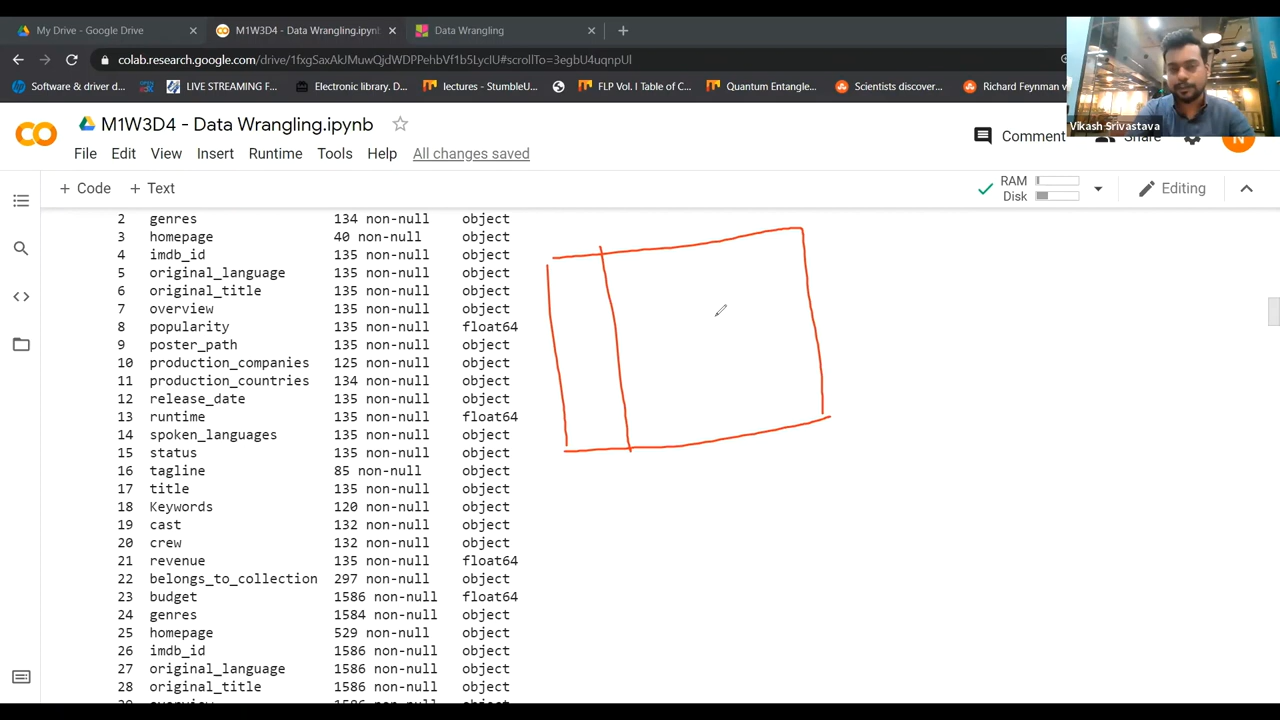 My Drive - Google Drive
M1W3D4 - Data Wrangling.ipynb
Data Wrangling
colab.research.google.com/drive/1fxgSaxAkJMuwQjdWDPPehbVf1b5LycIU#scrollTo=3egbU4uqnpUl
Software & driver d...
LIVE STREAMING F...
Electronic library. D...
lectures - StumbleU...
FLP Vol. I Table of C...
Quantum Entangle...
Scientists discover...
Richard Feynman w
Vikash Srivastava
M1W3D4 - Data Wrangling.ipynb
Comment
Share
N
File Edit View Insert Runtime Tools Help All changes saved
+ Code + Text
RAM
Disk
Editing
2 genres 134 non-null object
3 homepage 40 non-null object
4 imdb_id 135 non-null object
5 original_language 135 non-null object
6 original_title 135 non-null object
7 overview 135 non-null object
8 popularity 135 non-null float64
9 poster_path 135 non-null object
10 production_companies 125 non-null object
11 production_countries 134 non-null object
12 release_date 135 non-null object
13 runtime 135 non-null float64
14 spoken_languages 135 non-null object
15 status 135 non-null object
16 tagline 85 non-null object
17 title 135 non-null object
18 Keywords 120 non-null object
19 cast 132 non-null object
20 crew 132 non-null object
21 revenue 135 non-null float64
22 belongs_to_collection 297 non-null object
23 budget 1586 non-null float64
24 genres 1584 non-null object
25 homepage 529 non-null object
26 imdb_id 1586 non-null object
27 original_language 1586 non-null object
28 original_title 1586 non-null object